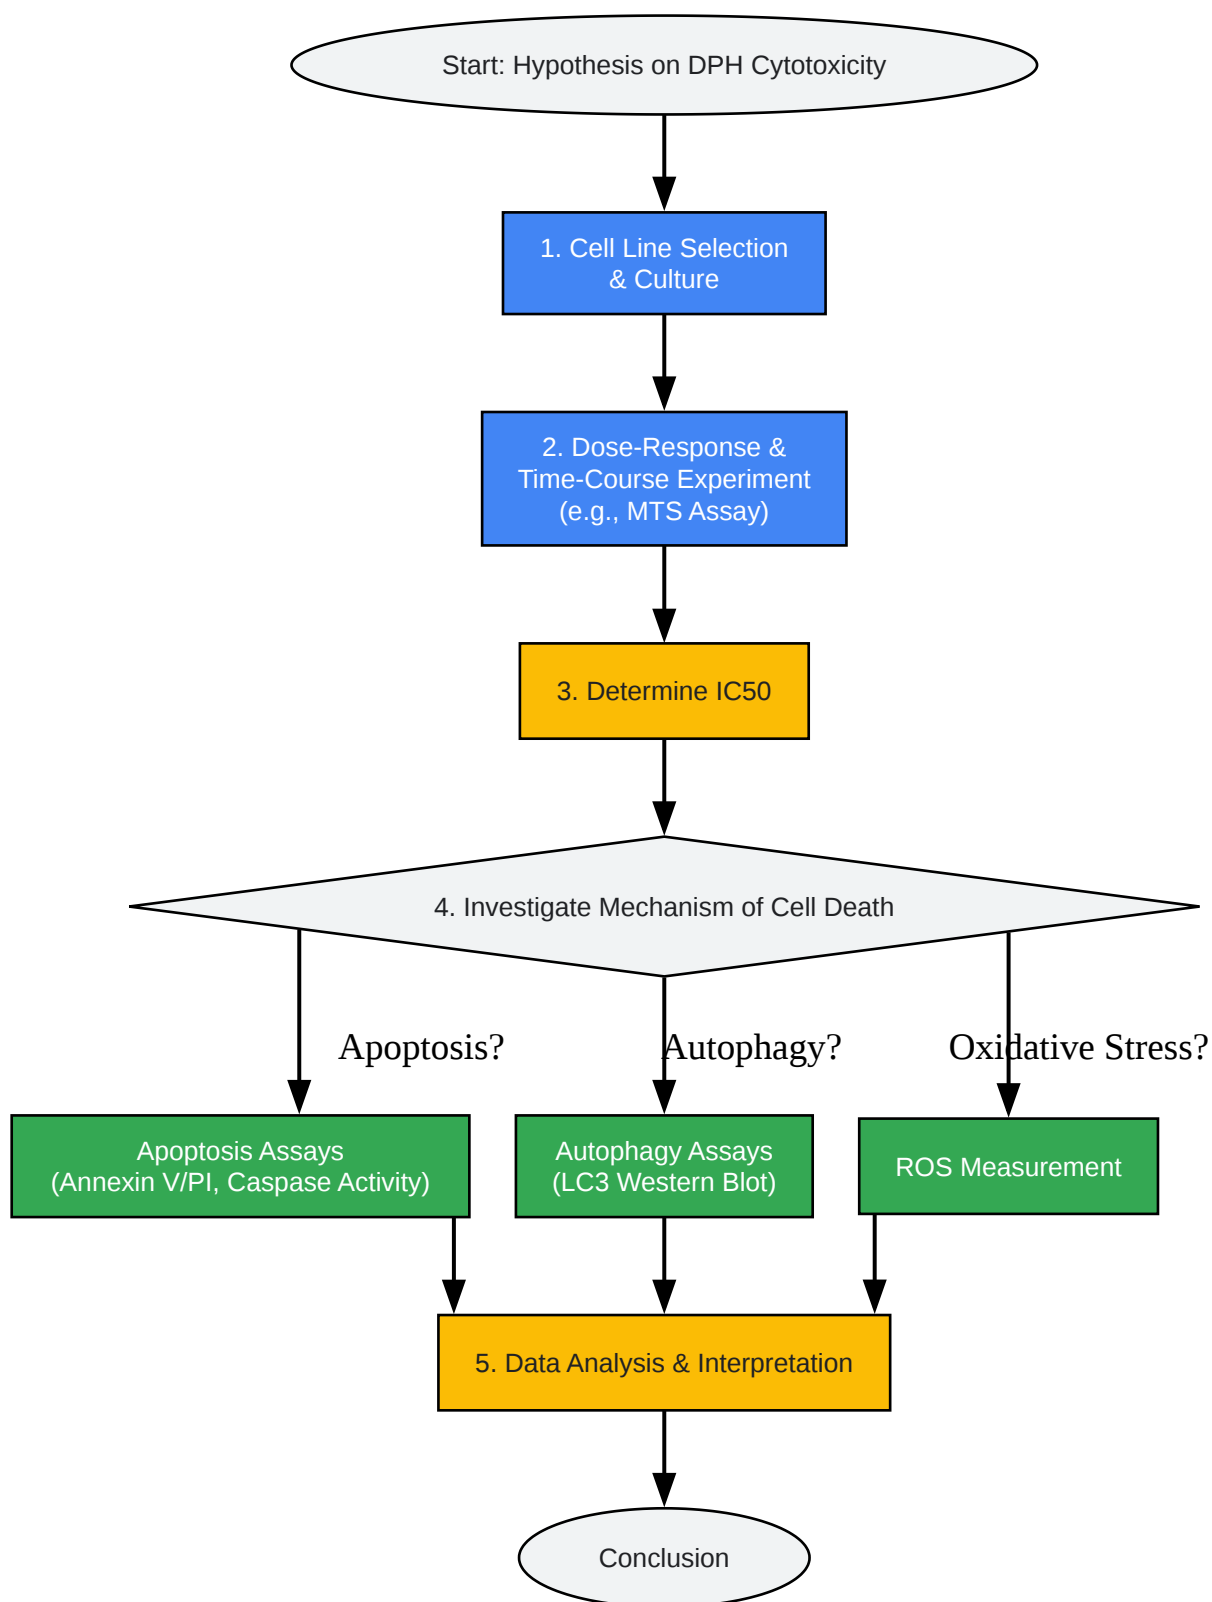 Start: Hypothesis on DPH Cytotoxicity
1. Cell Line Selection
& Culture
2. Dose-Response &
Time-Course Experiment
(e.g., MTS Assay)
3. Determine IC50
4. Investigate Mechanism of Cell Death
Apoptosis?
Autophagy?
Oxidative Stress?
Apoptosis Assays
(Annexin V/PI, Caspase Activity)
Autophagy Assays
(LC3 Western Blot)
ROS Measurement
5. Data Analysis & Interpretation
Conclusion